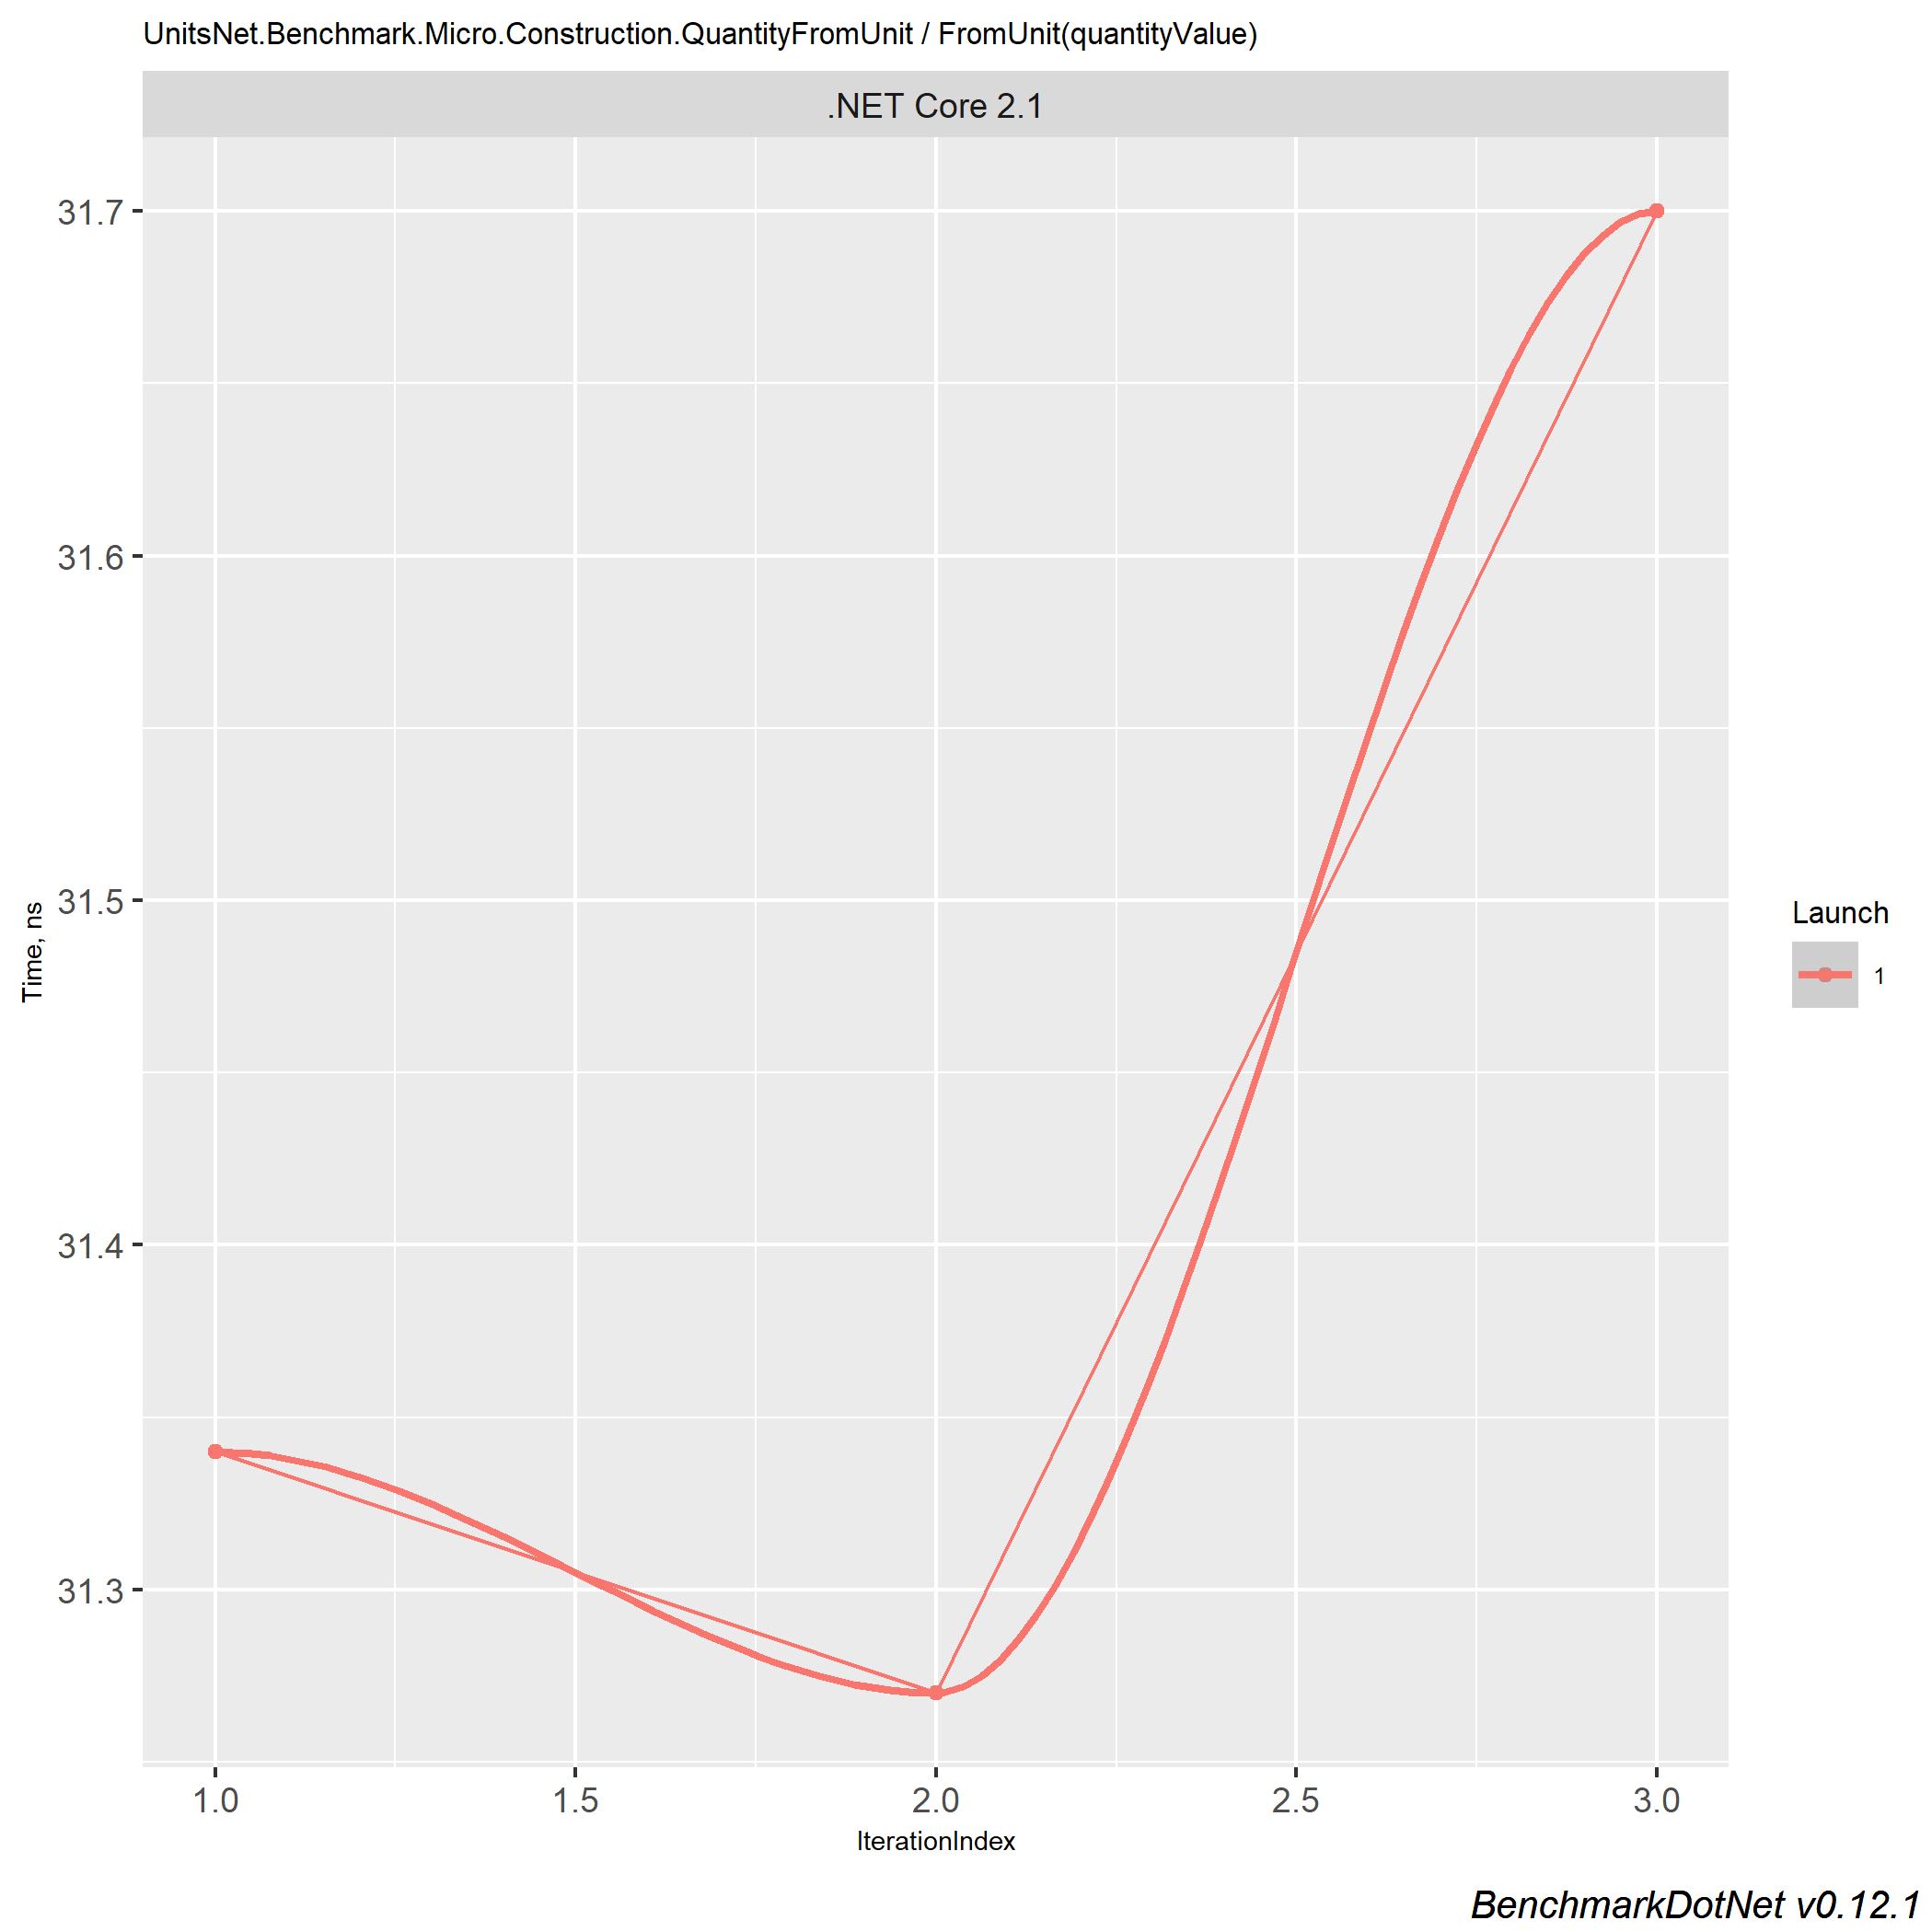 UnitsNet.Benchmark.Micro.Construction.QuantityFromUnit / FromUnit(quantityValue)
.NET Core 2.1
31.7
31.6
31.5
31.4
31.3
Time, ns
1.0 1.5 2.0 2.5 3.0
IterationIndex
Launch
1
BenchmarkDotNet v0.12.1